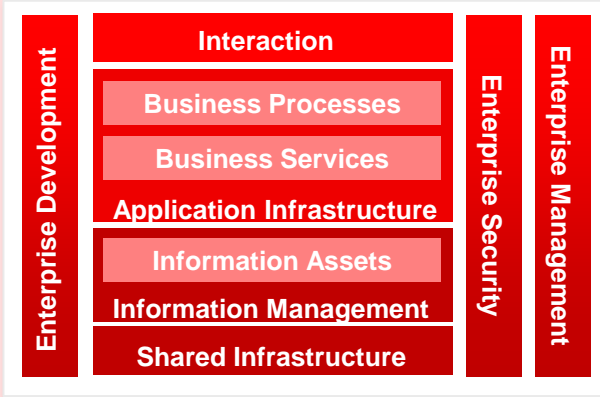 Enterprise Development
Interaction
Business Processes
Business Services
Application Infrastructure
Information Assets
Information Management
Shared Infrastructure
Enterprise Security
Enterprise Management